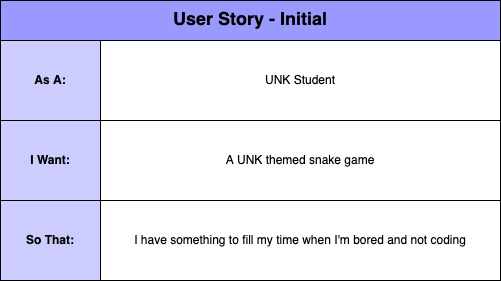 User Story - Initial
As A:
UNK Student
I Want:
A UNK themed snake game
So That:
I have something to fill my time when I'm bored and not coding